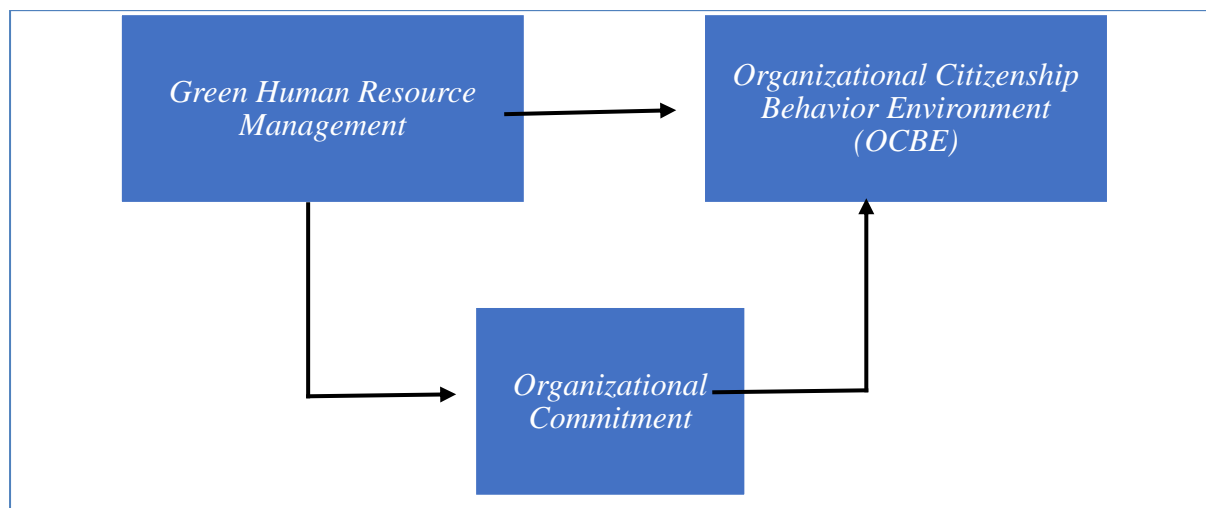 Green Human Resource
Management
Organizational Citizenship
Behavior Environment
(OCBE)
Organizational
Commitment